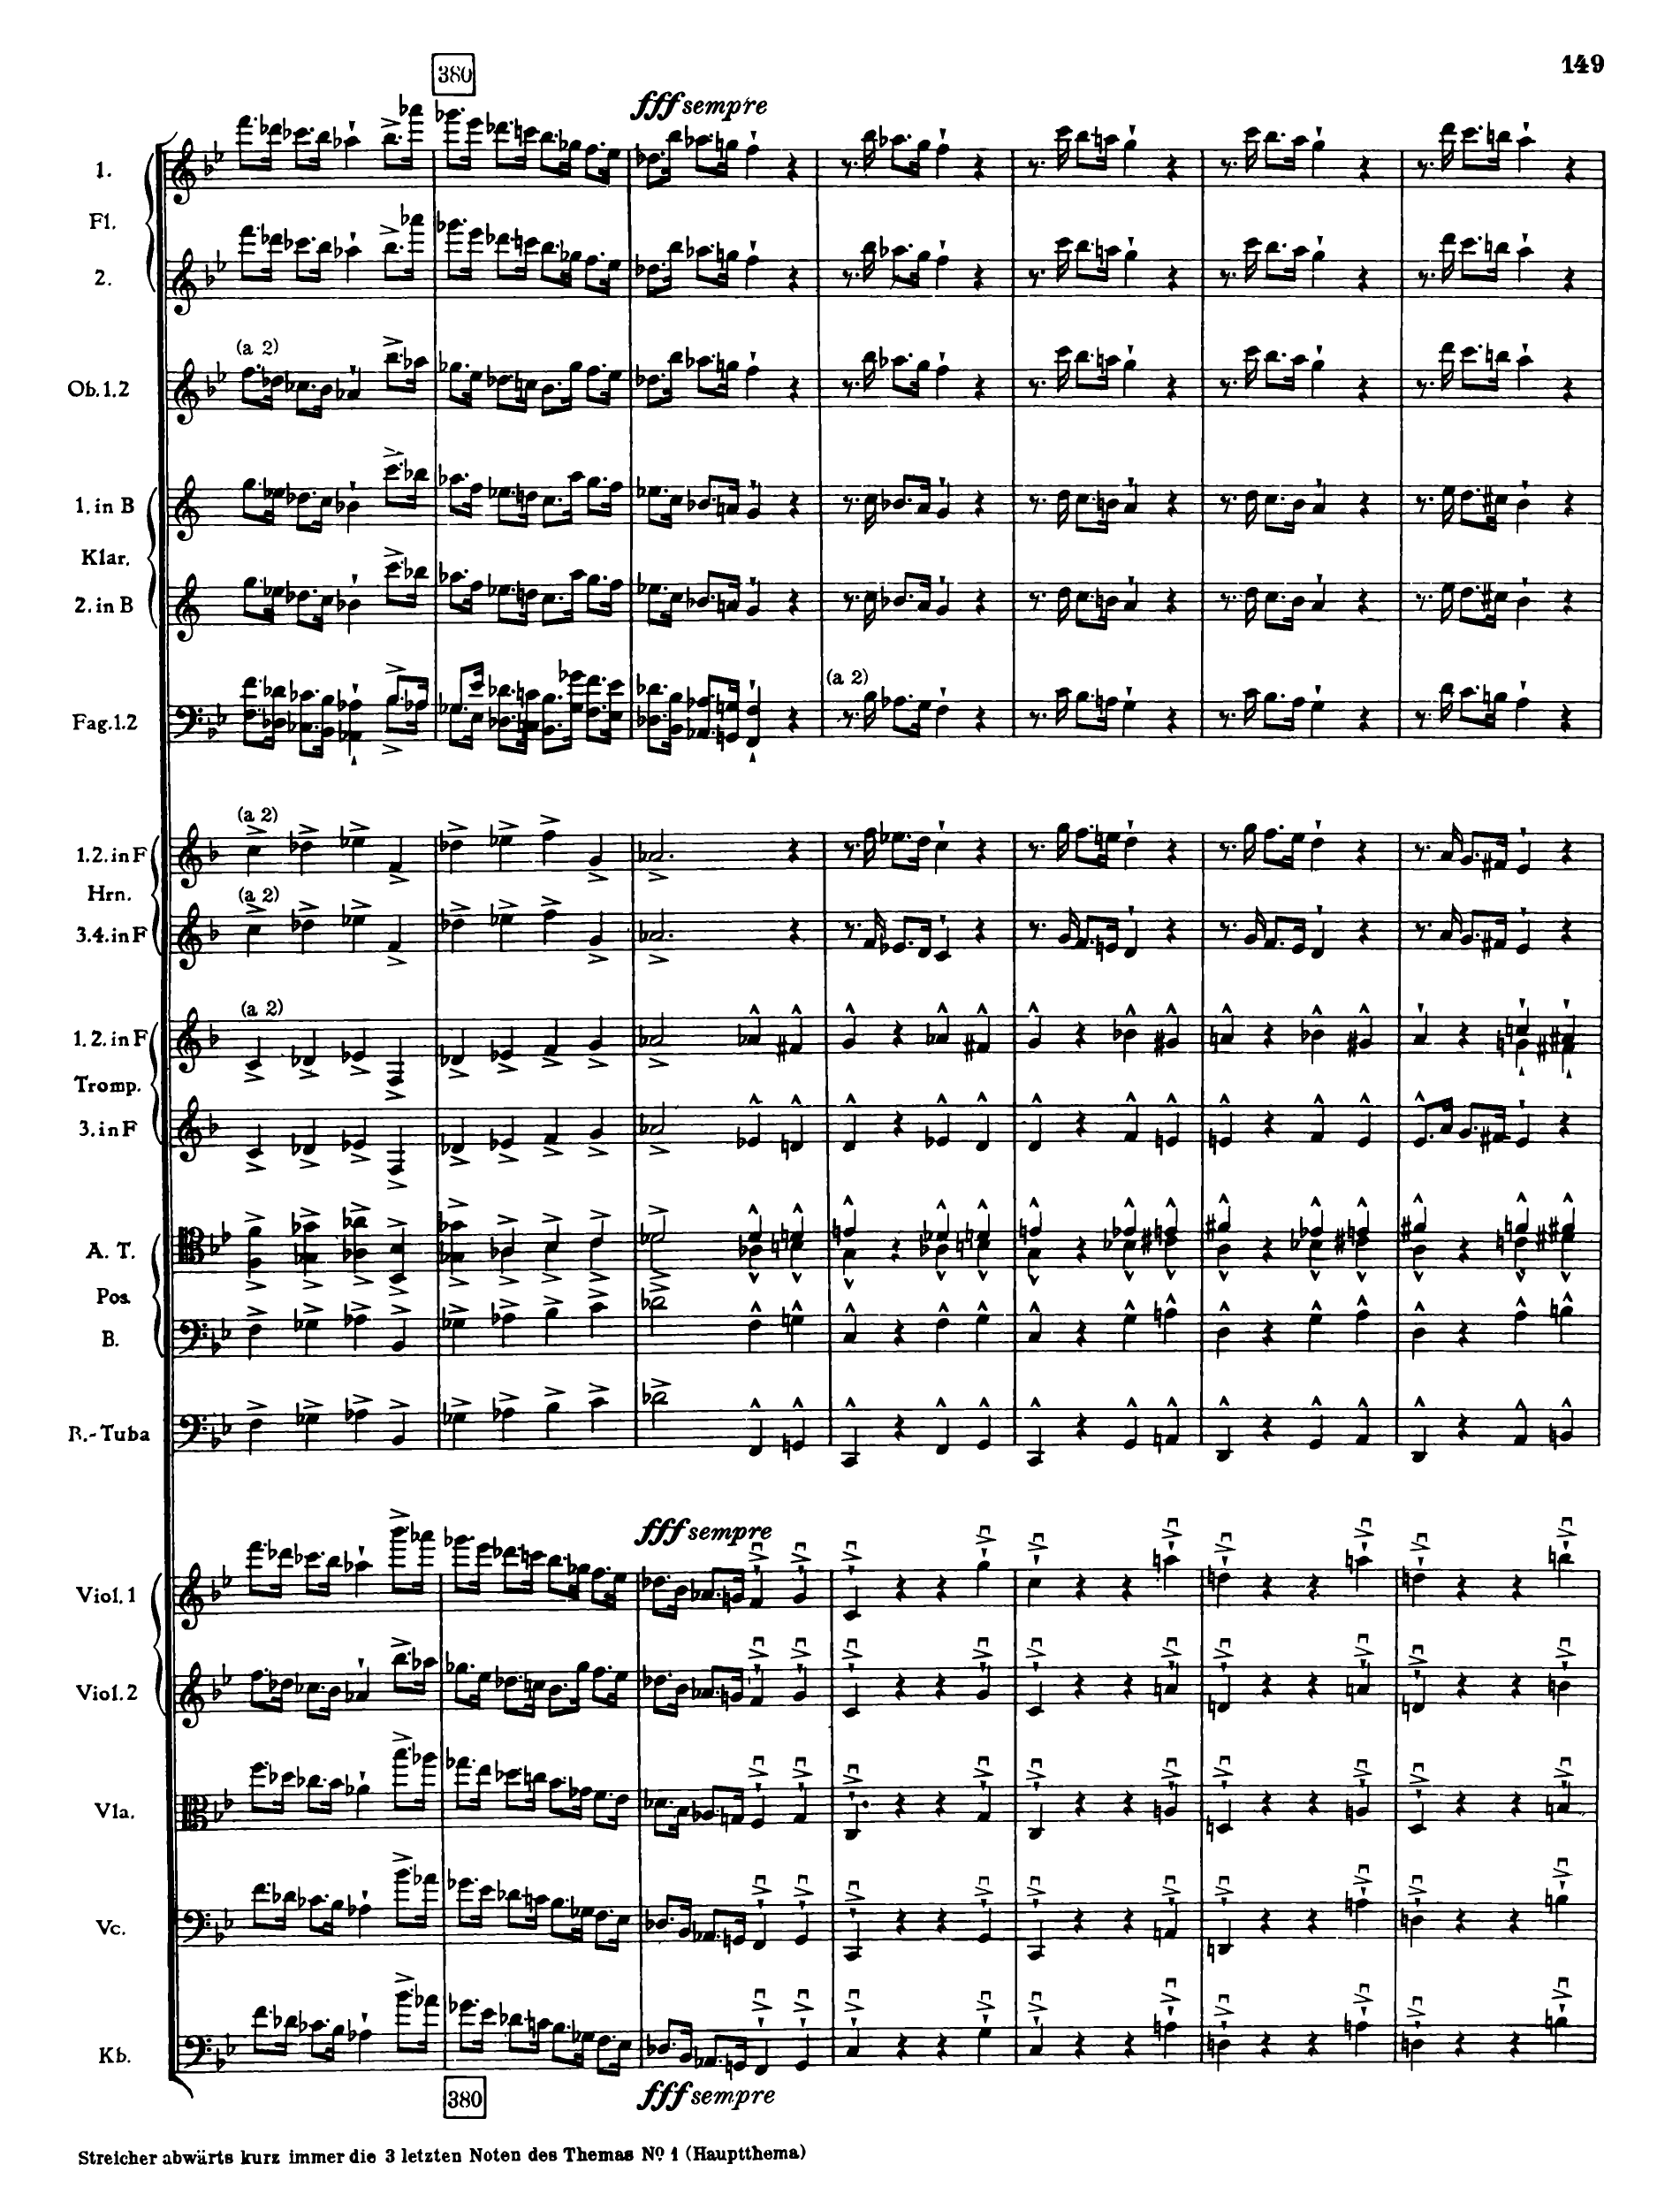 149
380
fff sempre
1.
Fl.
2.
(a 2)
Ob.1.2
1. in B
Klar.
2. in B
(a 2)
Fag.1.2
(a 2)
1.2. in F
Hrn.
(a 2)
3.4. in F
(a 2)
1. 2. in F
Tromp.
3. in F
A. T.
Pos.
B.
B.-Tuba
fff sempre
Viol. 1
Viol. 2
Vla.
Vc.
Kb.
380
fff sempre
Streicher abwärts kurz immer die 3 letzten Noten des Themas No. 1 (Hauptthema)